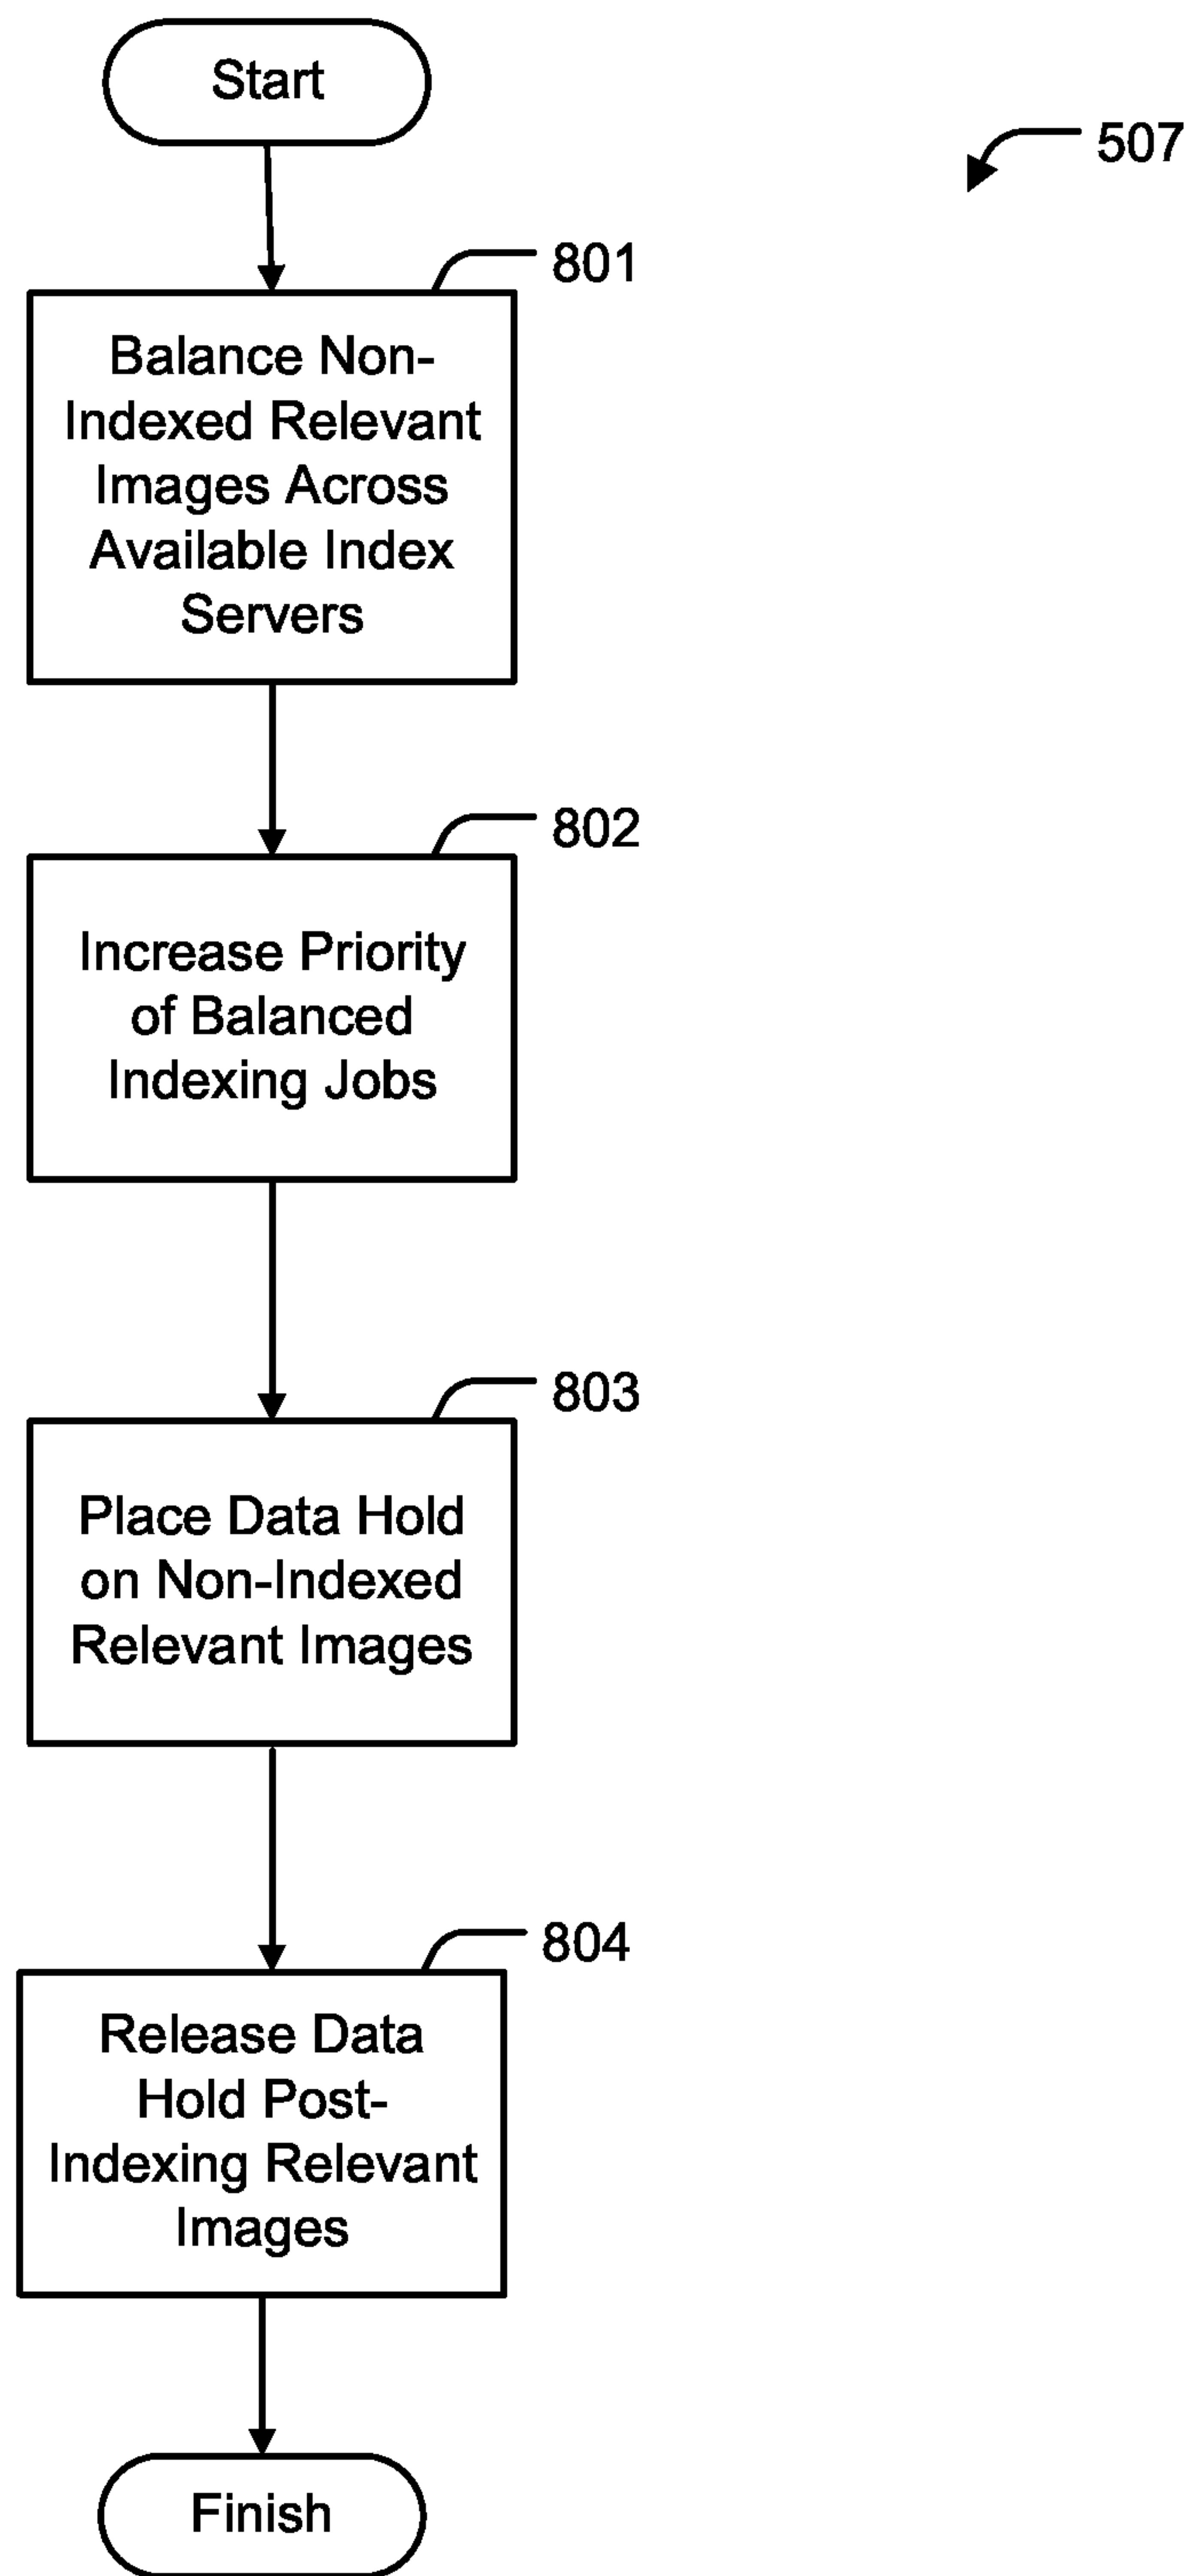 Start
507
801
Balance Non-
Indexed Relevant
Images Across
Available Index
Servers
802
Increase Priority
of Balanced
Indexing Jobs
803
Place Data Hold
on Non-Indexed
Relevant Images
804
Release Data
Hold Post-
Indexing Relevant
Images
Finish